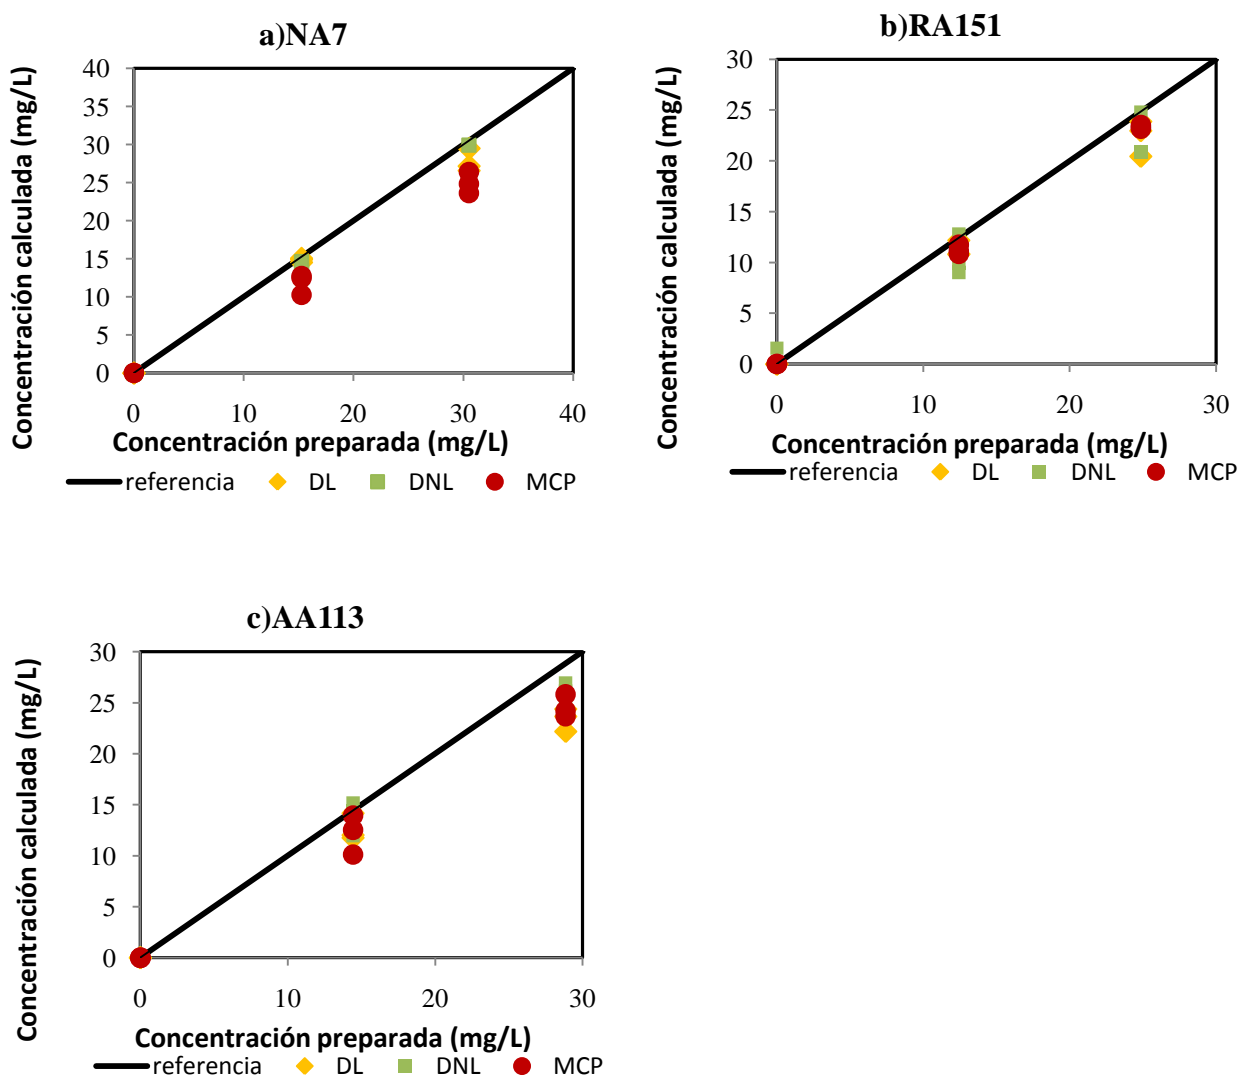 a)NA7
Concentración calculada (mg/L)
40
35
30
25
20
15
10
5
0
0 10 20 30 40
Concentración preparada (mg/L)
referencia DL DNL MCP
b)RA151
Concentración calculada (mg/L)
30
25
20
15
10
5
0
0 10 20 30
Concentración preparada (mg/L)
referencia DL DNL MCP
c)AA113
Concentración calculada (mg/L)
30
25
20
15
10
5
0
0 10 20 30
Concentración preparada (mg/L)
referencia DL DNL MCP